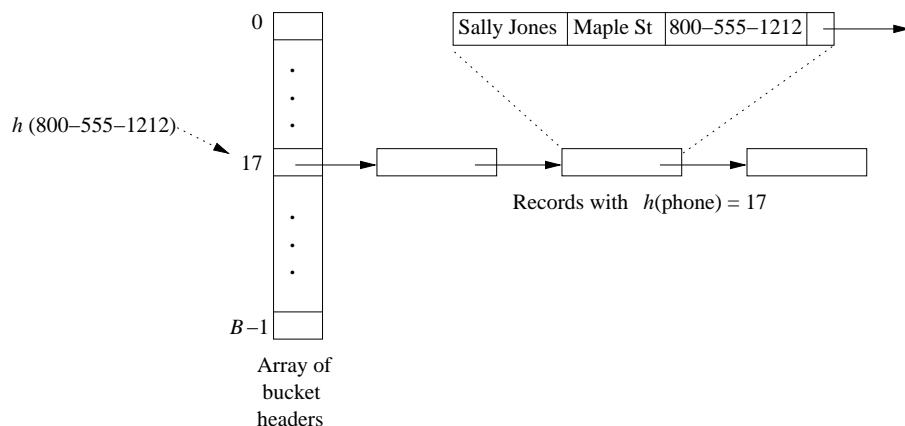 0
Sally Jones Maple St 800–555–1212
h (800–555–1212)
17
Records with h(phone) = 17
B–1
Array of
bucket
headers